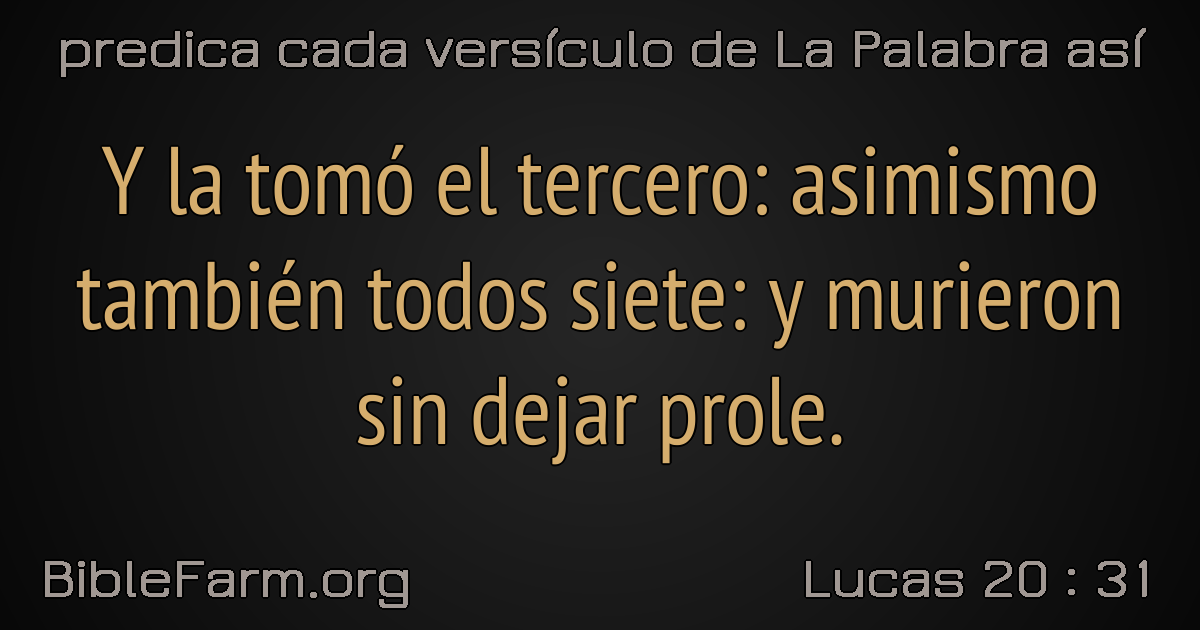 predica cada versículo de La Palabra así
Y la tomó el tercero: asimismo
también todos siete: y murieron
sin dejar prole.
BibleFarm.org
Lucas 20 : 31